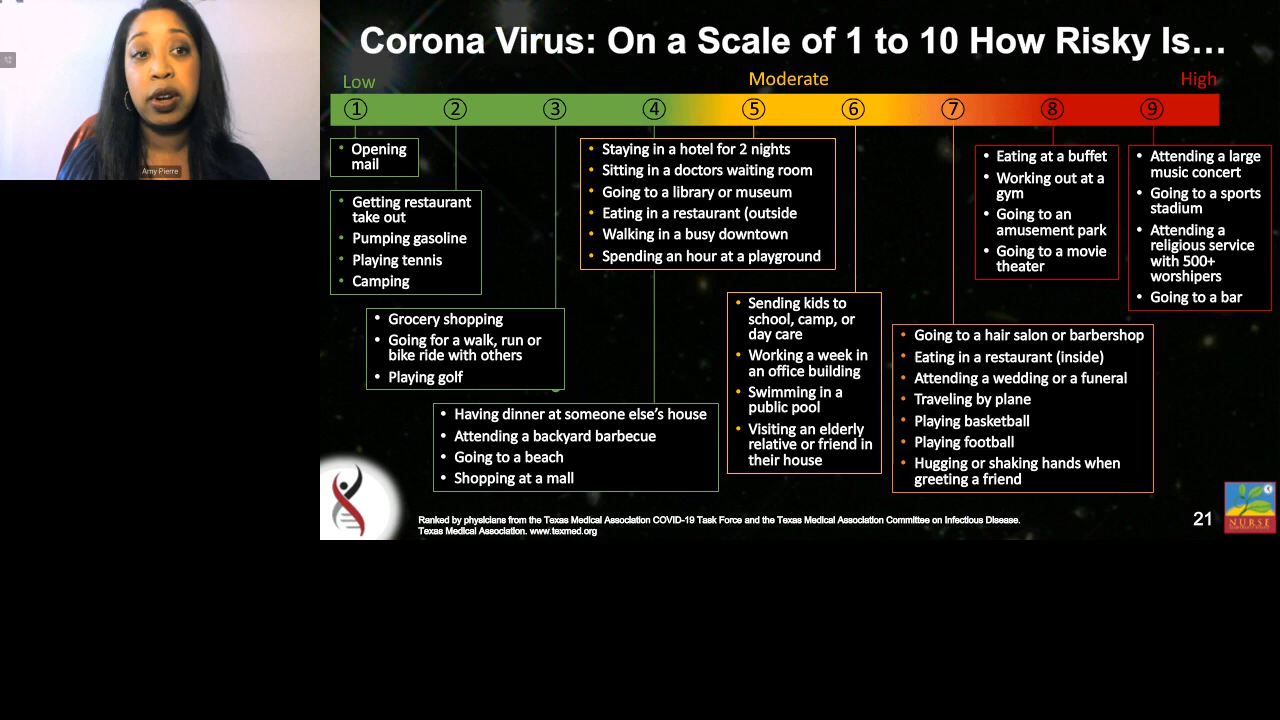 Corona Virus: On a Scale of 1 to 10 How Risky Is...
Low
Moderate
High
1 2 3 4 5 6 7 8 9
• Opening
mail
• Getting restaurant
take out
• Pumping gasoline
• Playing tennis
• Camping
• Grocery shopping
• Going for a walk, run or
bike ride with others
• Playing golf
• Having dinner at someone else's house
• Attending a backyard barbecue
• Going to a beach
• Shopping at a mall
• Staying in a hotel for 2 nights
• Sitting in a doctors waiting room
• Going to a library or museum
• Eating in a restaurant (outside
• Walking in a busy downtown
• Spending an hour at a playground
• Sending kids to
school, camp, or
day care
• Working a week in
an office building
• Swimming in a
public pool
• Visiting an elderly
relative or friend in
their house
• Going to a hair salon or barbershop
• Eating in a restaurant (inside)
• Attending a wedding or a funeral
• Traveling by plane
• Playing basketball
• Playing football
• Hugging or shaking hands when
greeting a friend
• Eating at a buffet
• Working out at a
gym
• Going to an
amusement park
• Going to a movie
theater
• Attending a large
music concert
• Going to a sports
stadium
• Attending a
religious service
with 500+
worshipers
• Going to a bar
Amy Pierre
Ranked by physicians from the Texas Medical Association COVID-19 Task Force and the Texas Medical Association Committee on Infectious Disease.
Texas Medical Association. www.texmed.org
21
NURSE